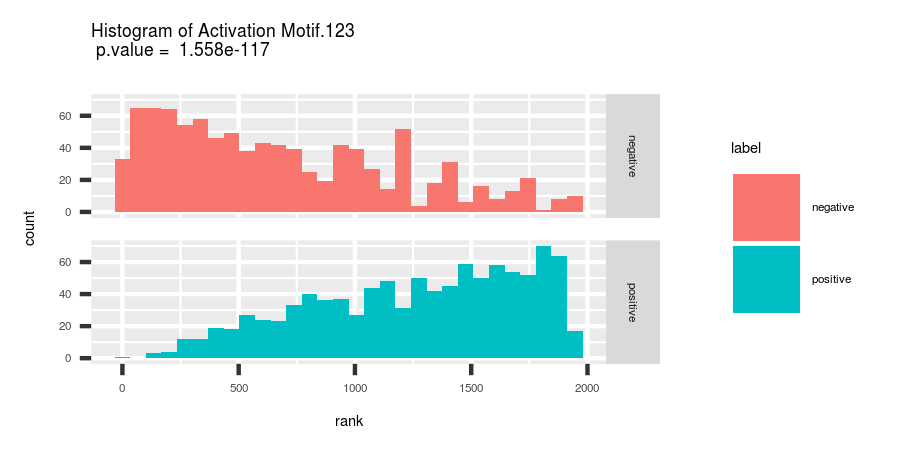 Histogram of Activation Motif.123
p.value = 1.558e-117
count
60
40
20
0
negative
60
40
20
0
positive
0 500 1000 1500 2000
rank
label
negative
positive